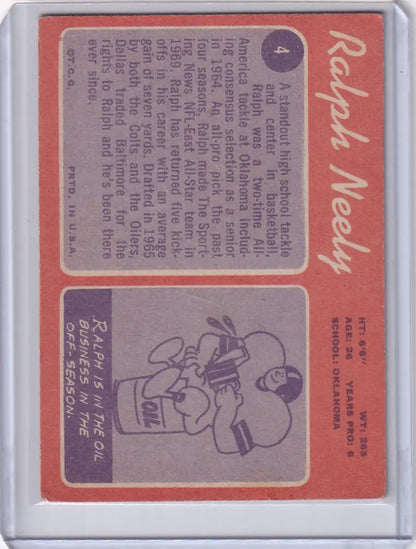 Ralph Neely
HT: 6'6" WT: 265
AGE: 26 YEARS PRO: 6
SCHOOL: OKLAHOMA
4
A standout high school tackle
and center in basketball,
Ralph was a two-time All-
America tackle at Oklahoma includ-
ing consensus selection as a senior
in 1964. An all-pro pick the past
four seasons, Ralph made The Sport-
ing News NFL-East All-Star team in
1969. Ralph has returned five kick-
offs in his career with an average
gain of seven yards. Drafted in 1965
by both the Colts and the Oilers,
Dallas traded Baltimore for the
rights to Ralph and he's been there
ever since.
©T.C.G. PRTD. IN U.S.A.
OIL
RALPH IS IN THE OIL
BUSINESS IN THE
OFF-SEASON.